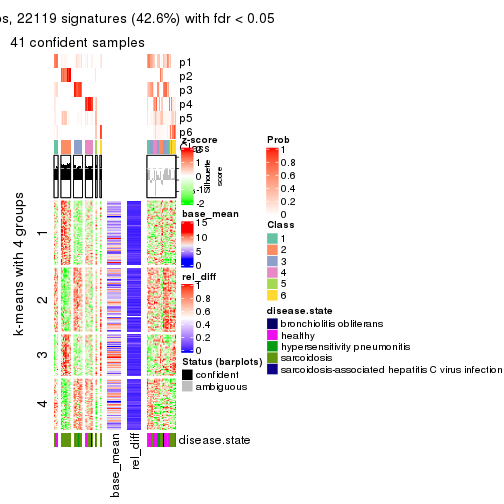 ps, 22119 signatures (42.6%) with fdr < 0.05
41 confident samples
p1
p2
p3
p4
p5
p6
Class
Silhouette score
k-means with 4 groups
1
2
3
4
base_mean
rel_diff
disease.state
z-score
2
1
0
-1
-2
base_mean
15
10
5
0
rel_diff
1
0.8
0.6
0.4
0.2
0
Status (barplots)
confident
ambiguous
Prob
1
0.8
0.6
0.4
0.2
0
Class
1
2
3
4
5
6
disease.state
bronchiolitis obliterans
healthy
hypersensitivity pneumonitis
sarcoidosis
sarcoidosis-associated hepatitis C virus infection